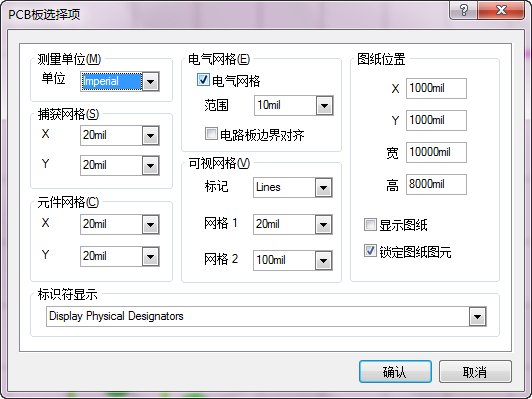 PCB板选择项
测量单位(M)
单位
Imperial
捕获网格(S)
X
20mil
Y
20mil
元件网格(C)
X
20mil
Y
20mil
电气网格(E)
电气网格
范围
10mil
电路板边界对齐
可视网格(V)
标记
Lines
网格 1
20mil
网格 2
100mil
图纸位置
X
1000mil
Y
1000mil
宽
10000mil
高
8000mil
显示图纸
锁定图纸图元
标识符显示
Display Physical Designators
确认
取消